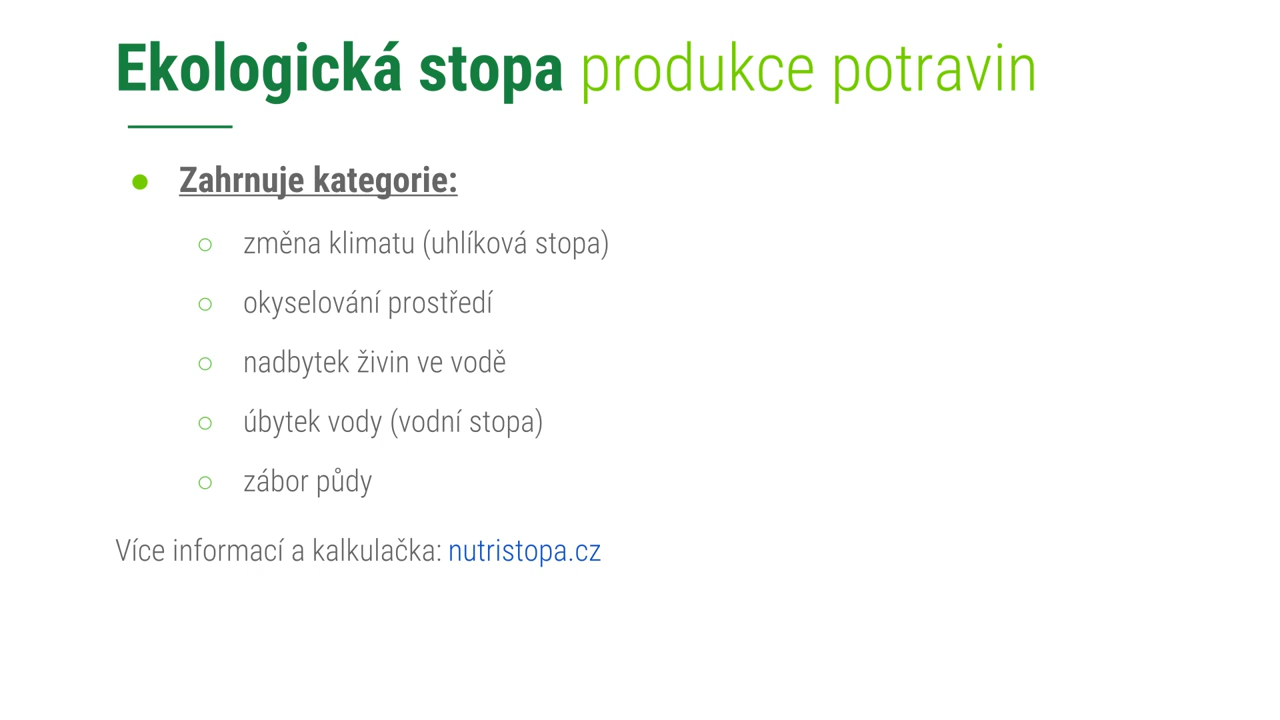 Ekologická stopa produkce potravin
● Zahrnuje kategorie:
○ změna klimatu (uhlíková stopa)
○ okyselování prostředí
○ nadbytek živin ve vodě
○ úbytek vody (vodní stopa)
○ zábor půdy
Více informací a kalkulačka: nutristopa.cz